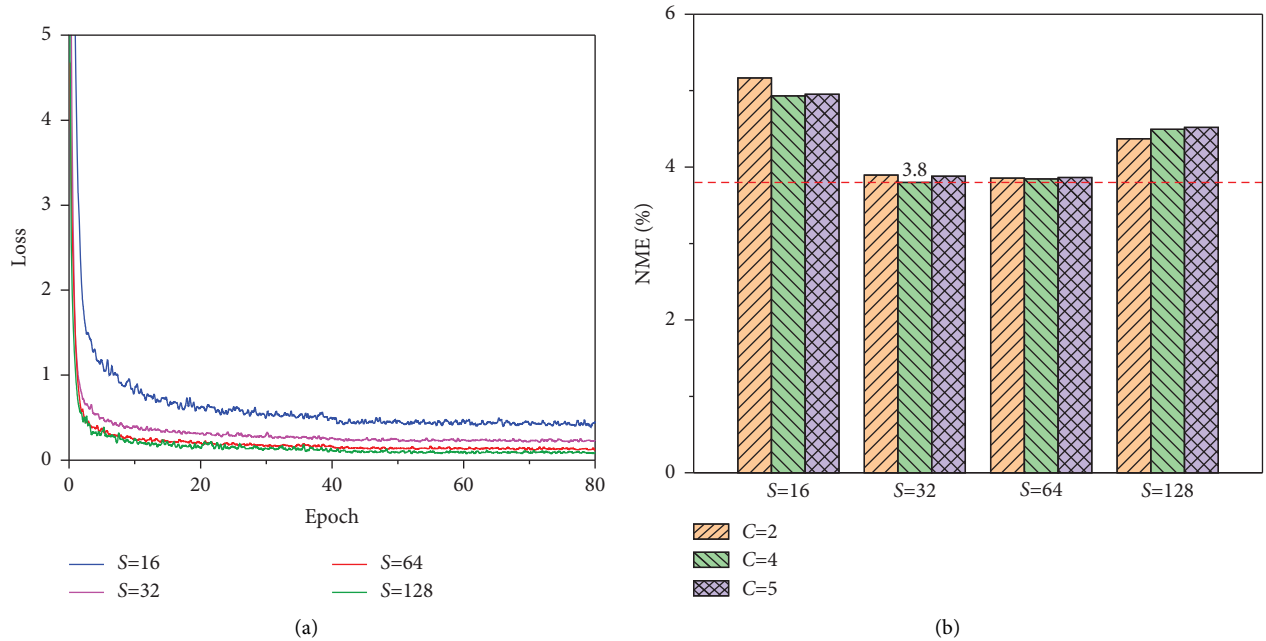 5
4
3
2
1
0
Loss
0 20 40 60 80
Epoch
S=16 S=64
S=32 S=128
(a)
6
4
2
0
NME (%)
3.8
S=16 S=32 S=64 S=128
C=2
C=4
C=5
(b)